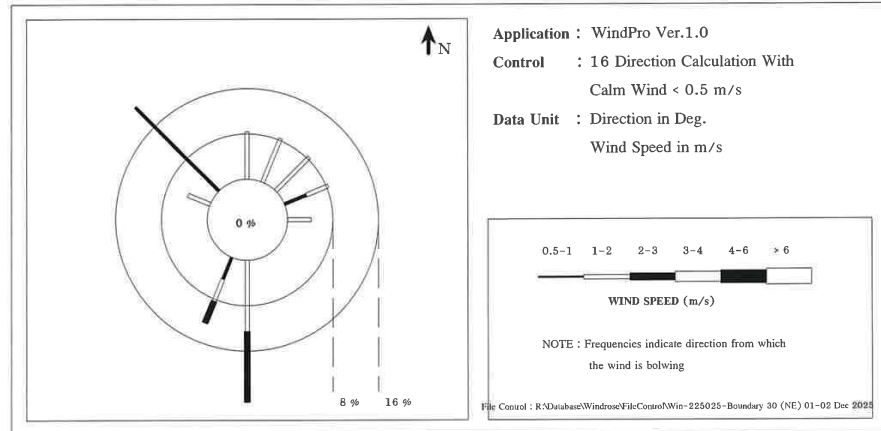 N
Application : WindPro Ver.1.0
Control : 16 Direction Calculation With
Calm Wind < 0.5 m/s
Data Unit : Direction in Deg.
Wind Speed in m/s
0 %
8 % 16 %
0.5-1 1-2 2-3 3-4 4-6 > 6
WIND SPEED (m/s)
NOTE : Frequencies indicate direction from which
the wind is bolwing
File Control : R:\Database\Windrose\FileControl\Win-225025-Boundary 30 (NE) 01-02 Dec 2025